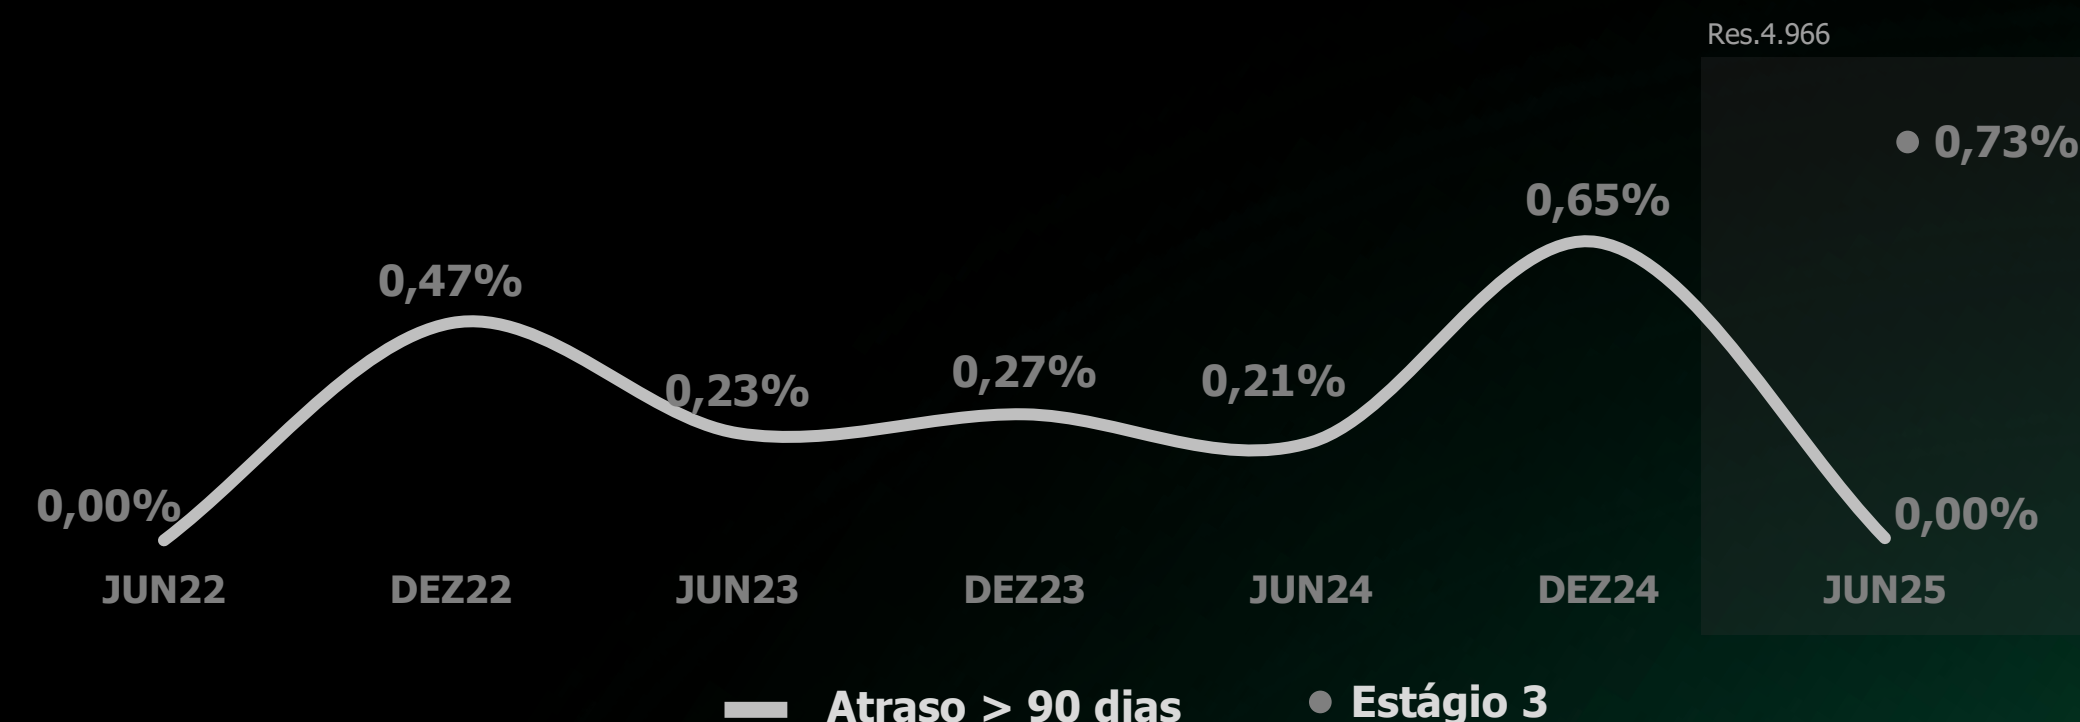 Res.4.966
0,73%
0,65%
0,47%
0,27%
0,21%
0,23%
0,00%
0,00%
JUN22 DEZ22 JUN23 DEZ23 JUN24 DEZ24 JUN25
Atraso > 90 dias Estágio 3